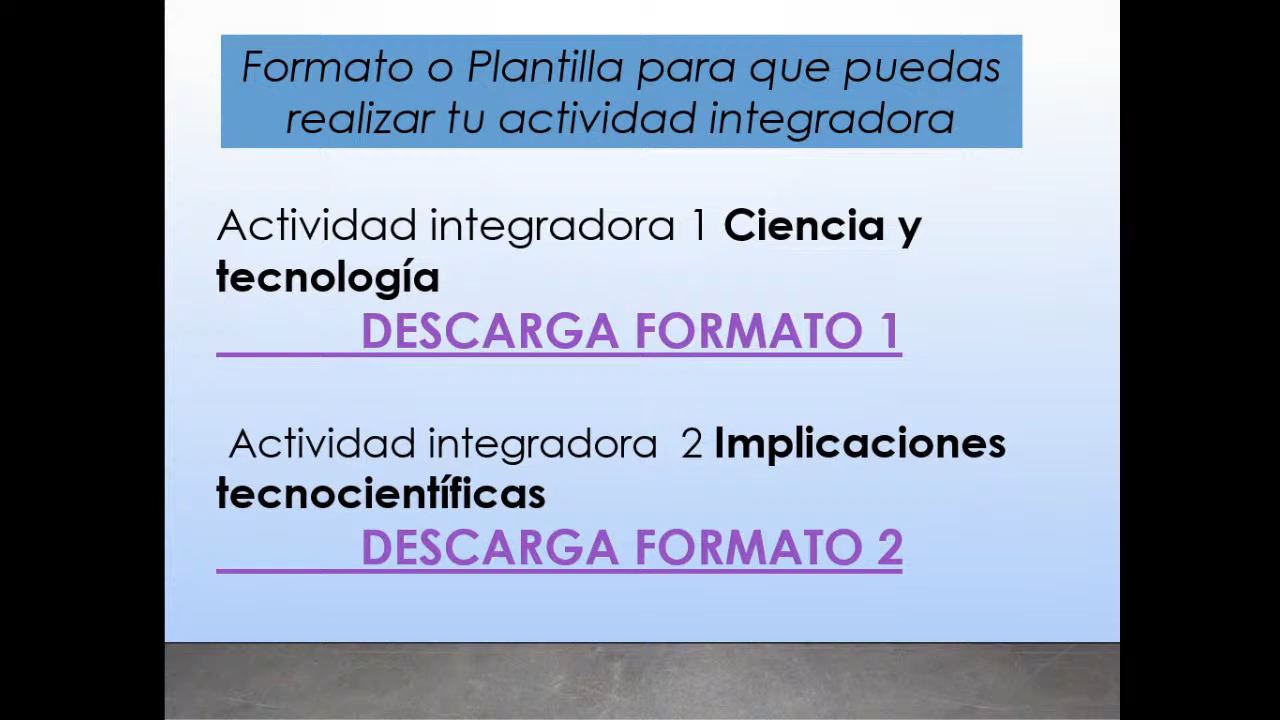 Formato o Plantilla para que puedas
realizar tu actividad integradora
Actividad integradora 1 Ciencia y
tecnología
DESCARGA FORMATO 1
Actividad integradora 2 Implicaciones
tecnocientíficas
DESCARGA FORMATO 2